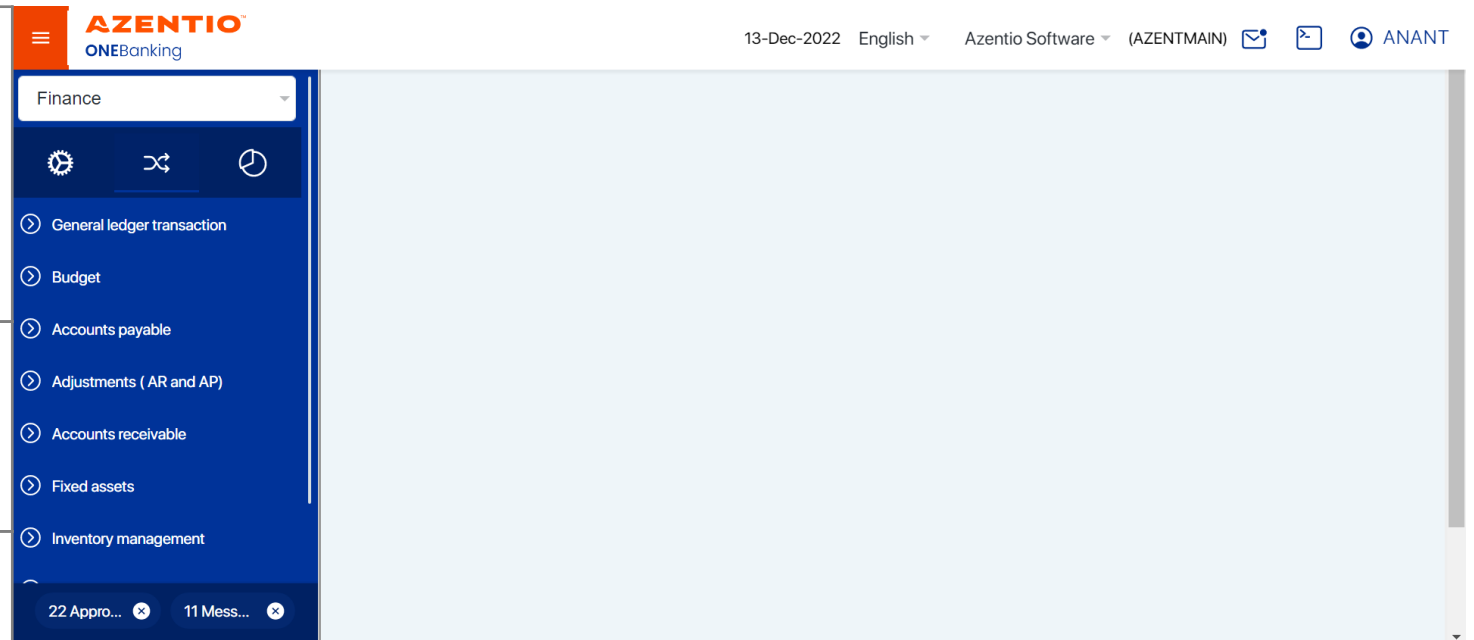 AZENTIO™
ONEBanking
13-Dec-2022 English Azentio Software (AZENTMAIN) ANANT
Finance
General ledger transaction
Budget
Accounts payable
Adjustments ( AR and AP)
Accounts receivable
Fixed assets
Inventory management
22 Appro... 11 Mess...